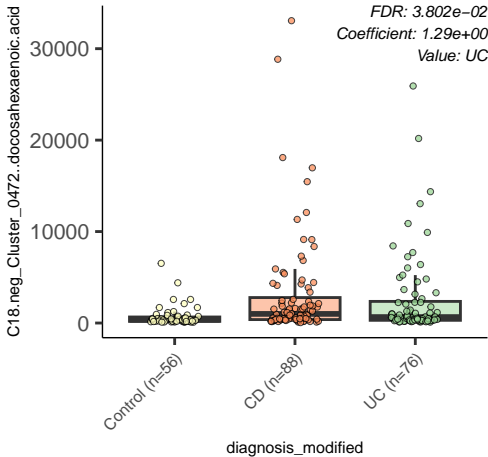 FDR: 3.802e−02
Coefficient: 1.29e+00
Value: UC
C18.neg_Cluster_0472..docosahexaenoic.acid
30000
20000
10000
0
Control (n=56)
CD (n=88)
UC (n=76)
diagnosis_modified